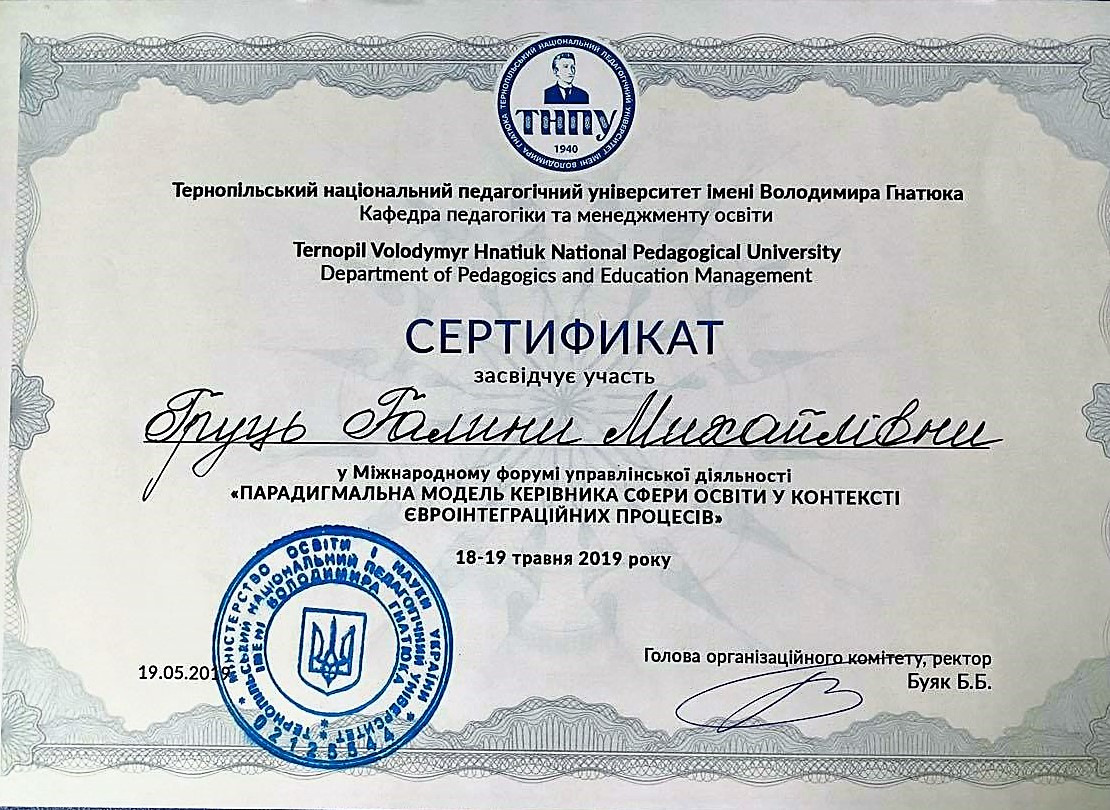 ТЕРНОПІЛЬСЬКИЙ НАЦІОНАЛЬНИЙ ПЕДАГОГІЧНИЙ УНІВЕРСИТЕТ ІМЕНІ ВОЛОДИМИРА ГНАТЮКА
ТНПУ
1940
Тернопільський національний педагогічний університет імені Володимира Гнатюка
Кафедра педагогіки та менеджменту освіти
Ternopil Volodymyr Hnatiuk National Pedagogical University
Department of Pedagogics and Education Management
СЕРТИФИКАТ
засвідчує участь
Груць Галини Михайлівни
у Міжнародному форумі управлінської діяльності
«ПАРАДИГМАЛЬНА МОДЕЛЬ КЕРІВНИКА СФЕРИ ОСВІТИ У КОНТЕКСТІ
ЄВРОІНТЕГРАЦІЙНИХ ПРОЦЕСІВ»
18-19 травня 2019 року
МІНІСТЕРСТВО ОСВІТИ І НАУКИ УКРАЇНИ
ТЕРНОПІЛЬСЬКИЙ НАЦІОНАЛЬНИЙ ПЕДАГОГІЧНИЙ УНІВЕРСИТЕТ
ІМЕНІ ВОЛОДИМИРА ГНАТЮКА
02125544
19.05.2019
Голова організаційного комітету, ректор
Буяк Б.Б.